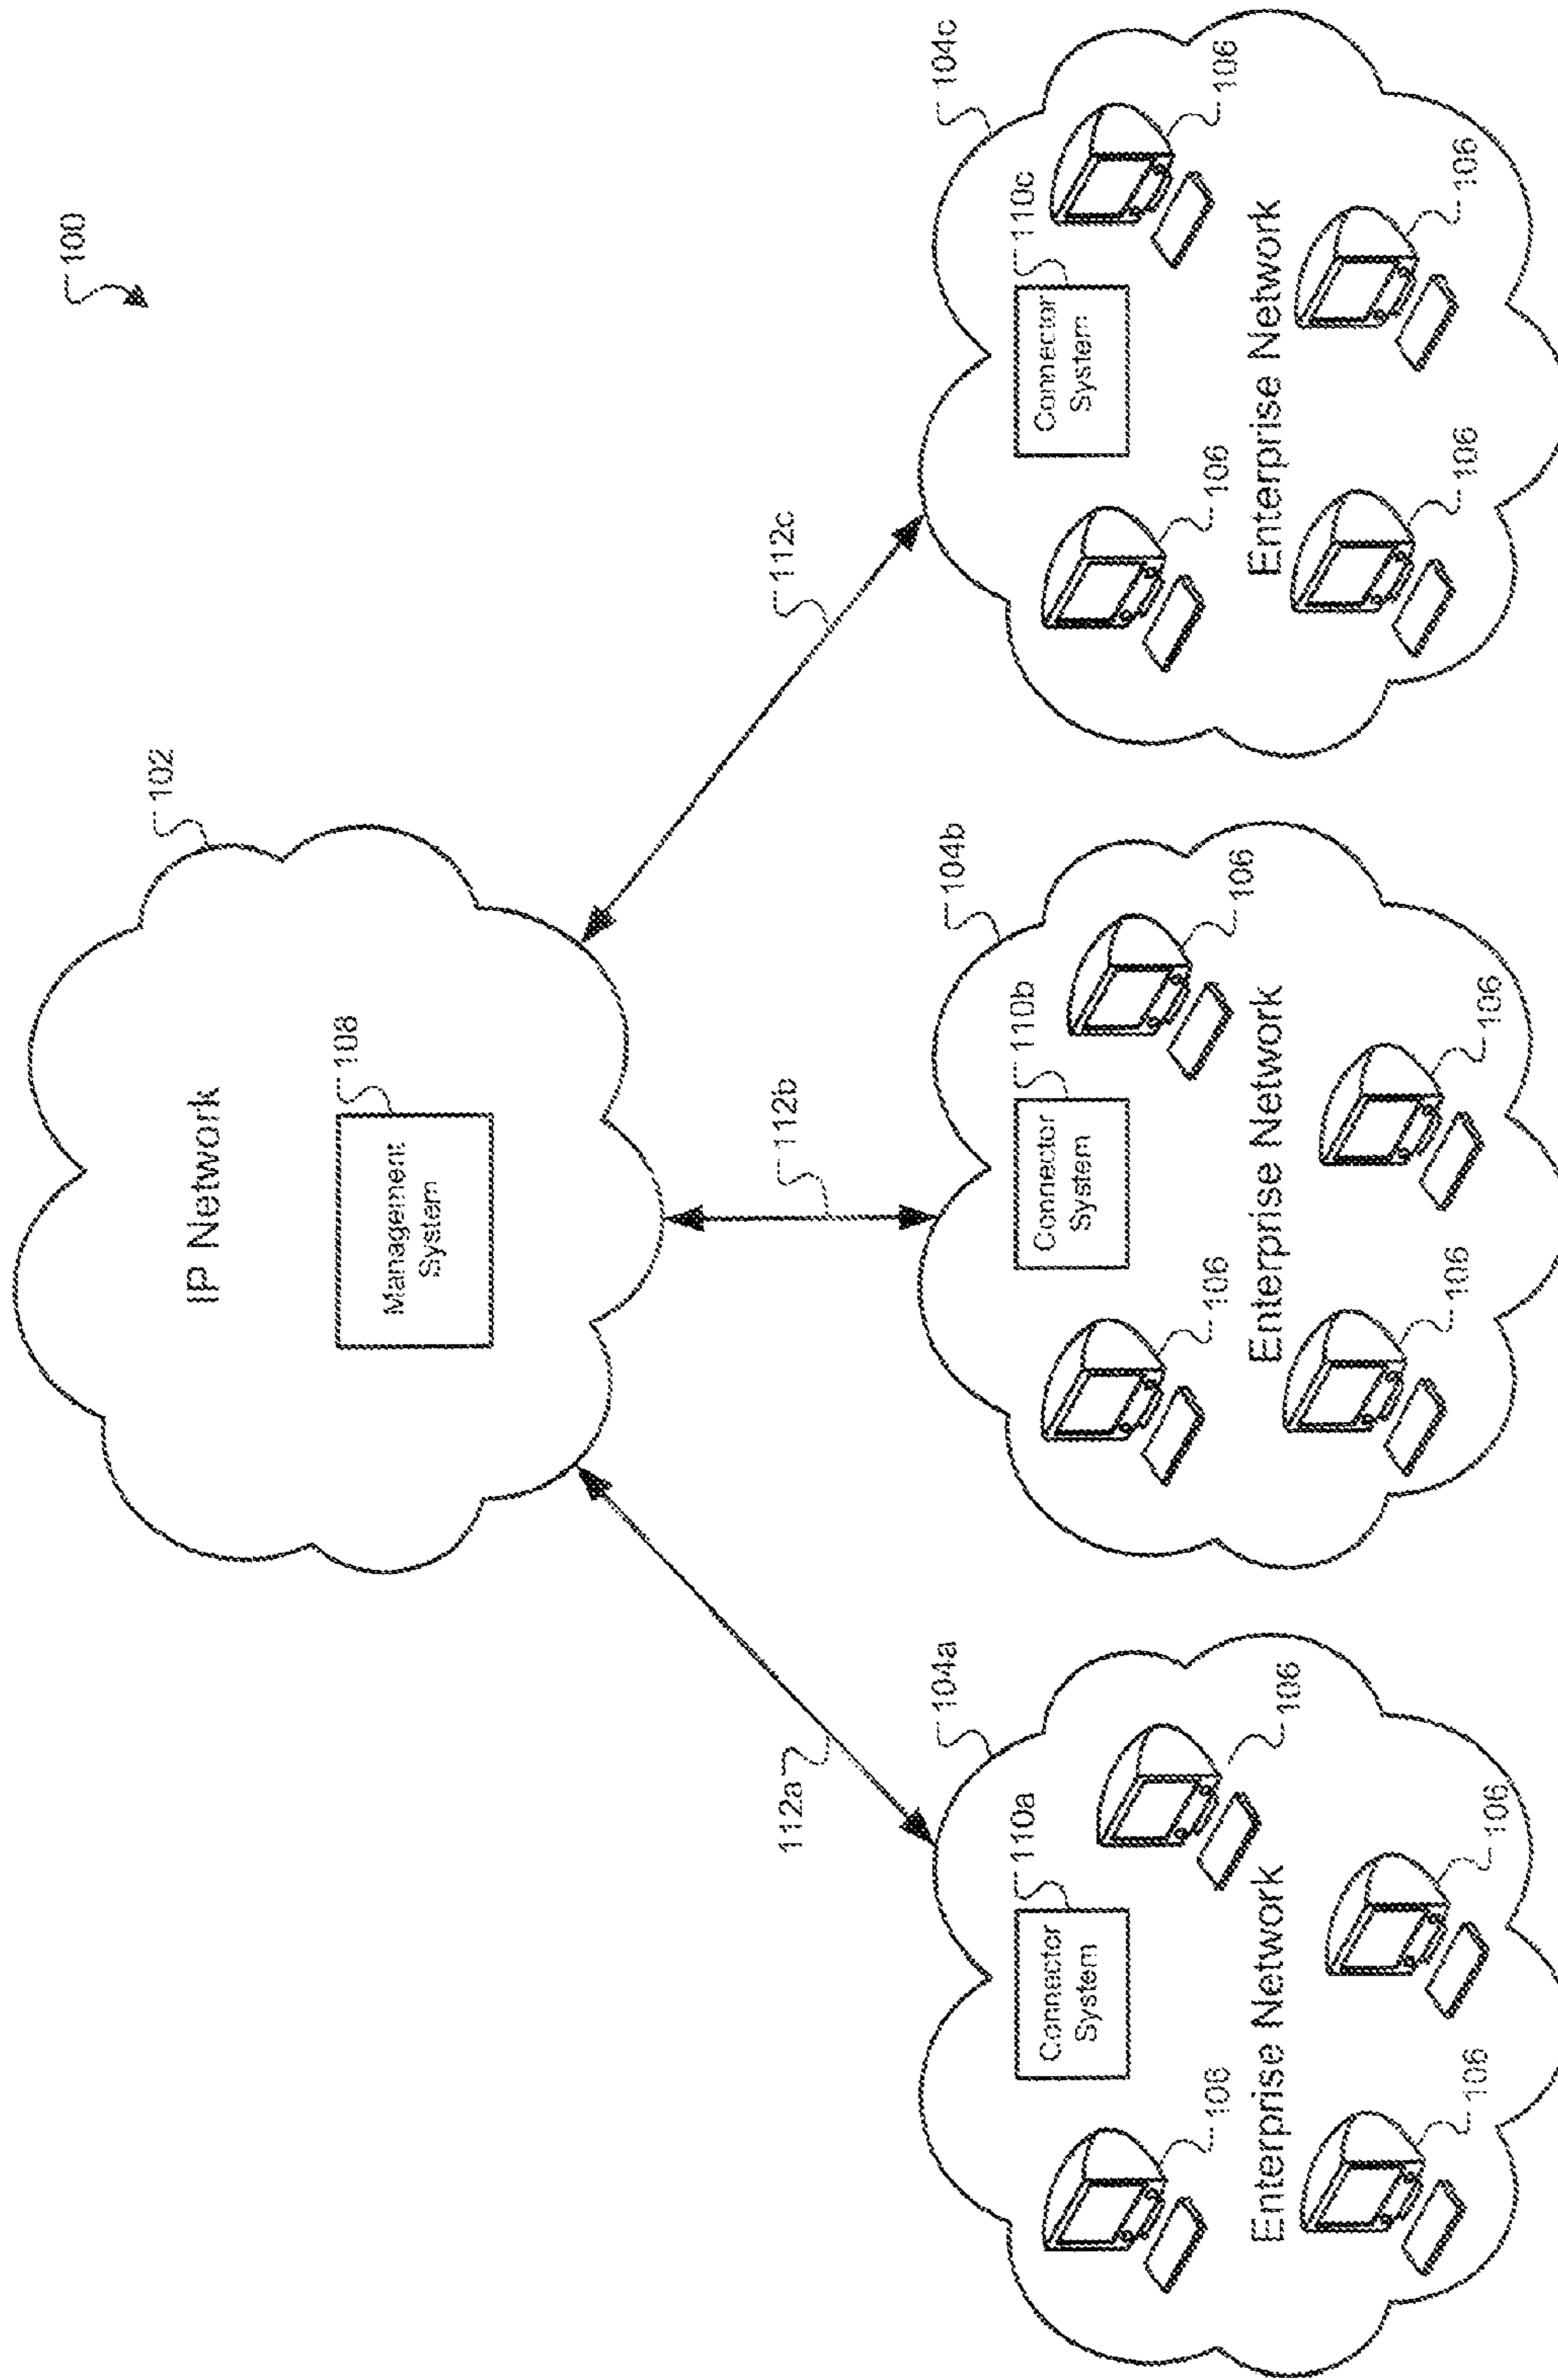 100
IP Network
102
Management
System
108
112a
112b
112c
104a
Connector
System
110a
106
106
Enterprise Network
106
106
104b
Connector
System
110b
106
106
Enterprise Network
106
106
104c
Connector
System
110c
106
106
Enterprise Network
106
106